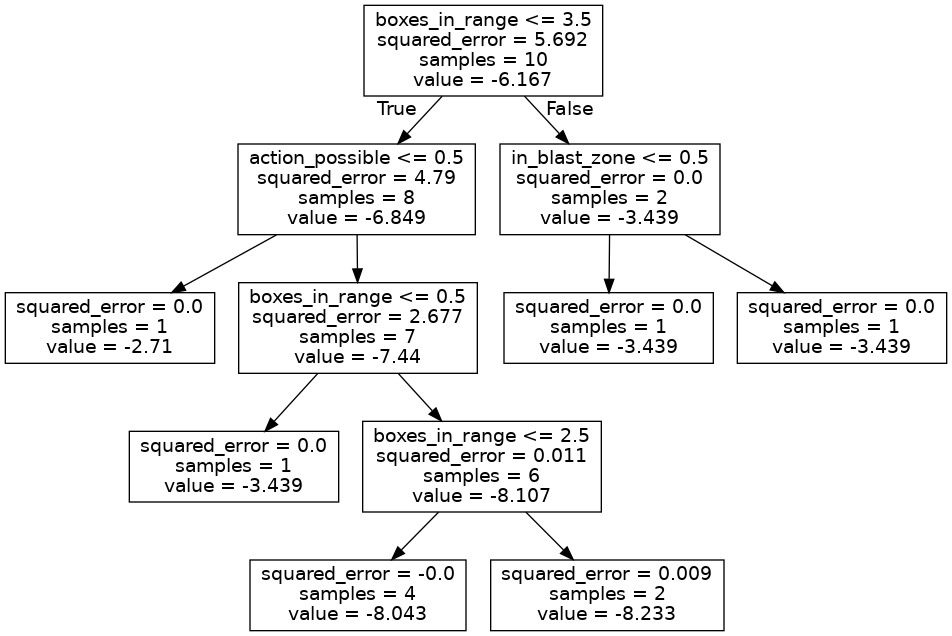 boxes_in_range <= 3.5
squared_error = 5.692
samples = 10
value = -6.167
True
False
action_possible <= 0.5
squared_error = 4.79
samples = 8
value = -6.849
in_blast_zone <= 0.5
squared_error = 0.0
samples = 2
value = -3.439
squared_error = 0.0
samples = 1
value = -2.71
boxes_in_range <= 0.5
squared_error = 2.677
samples = 7
value = -7.44
squared_error = 0.0
samples = 1
value = -3.439
squared_error = 0.0
samples = 1
value = -3.439
squared_error = 0.0
samples = 1
value = -3.439
boxes_in_range <= 2.5
squared_error = 0.011
samples = 6
value = -8.107
squared_error = -0.0
samples = 4
value = -8.043
squared_error = 0.009
samples = 2
value = -8.233